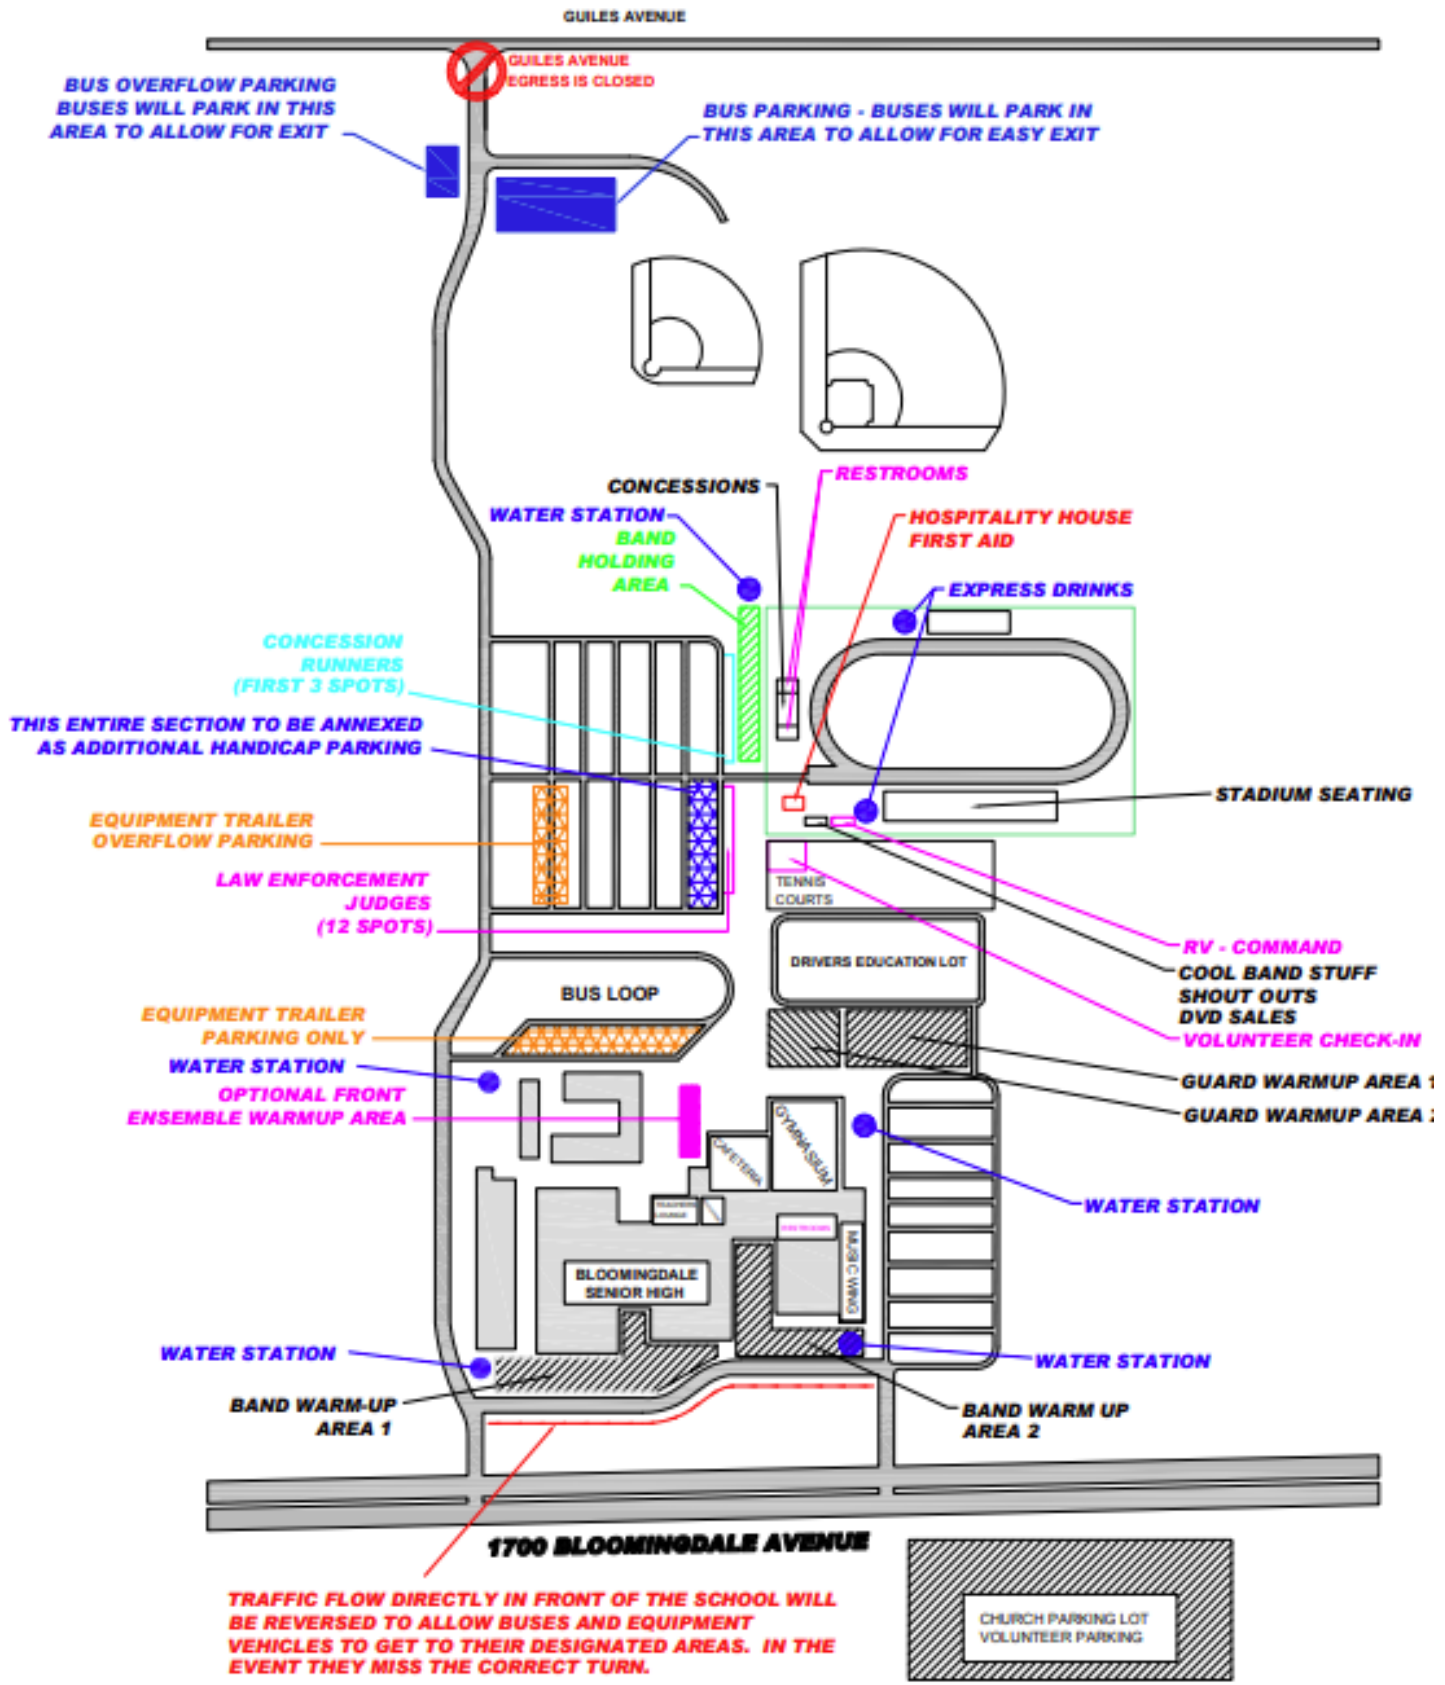 GUILES AVENUE
GUILES AVENUE
EGRESS IS CLOSED
BUS OVERFLOW PARKING
BUSES WILL PARK IN THIS
AREA TO ALLOW FOR EXIT
BUS PARKING - BUSES WILL PARK IN
THIS AREA TO ALLOW FOR EASY EXIT
RESTROOMS
CONCESSIONS
WATER STATION
HOSPITALITY HOUSE
FIRST AID
BAND
HOLDING
AREA
EXPRESS DRINKS
CONCESSION
RUNNERS
(FIRST 3 SPOTS)
THIS ENTIRE SECTION TO BE ANNEXED
AS ADDITIONAL HANDICAP PARKING
STADIUM SEATING
EQUIPMENT TRAILER
OVERFLOW PARKING
LAW ENFORCEMENT
JUDGES
(12 SPOTS)
TENNIS
COURTS
RV - COMMAND
COOL BAND STUFF
SHOUT OUTS
DVD SALES
VOLUNTEER CHECK-IN
DRIVERS EDUCATION LOT
BUS LOOP
EQUIPMENT TRAILER
PARKING ONLY
WATER STATION
OPTIONAL FRONT
ENSEMBLE WARMUP AREA
GUARD WARMUP AREA 1
GUARD WARMUP AREA 2
GYMNASIUM
CAFETERIA
WATER STATION
RESTROOMS
MUSIC WING
BLOOMINGDALE
SENIOR HIGH
WATER STATION
WATER STATION
BAND WARM-UP
AREA 1
BAND WARM UP
AREA 2
1700 BLOOMINGDALE AVENUE
TRAFFIC FLOW DIRECTLY IN FRONT OF THE SCHOOL WILL
BE REVERSED TO ALLOW BUSES AND EQUIPMENT
VEHICLES TO GET TO THEIR DESIGNATED AREAS. IN THE
EVENT THEY MISS THE CORRECT TURN.
CHURCH PARKING LOT
VOLUNTEER PARKING